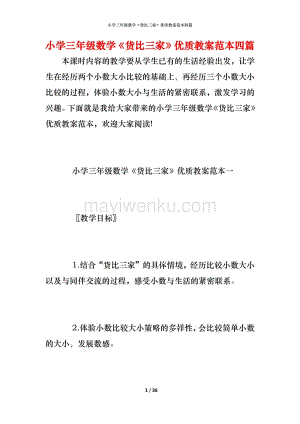 小学三年级数学《货比三家》优质教案范本四篇
小学三年级数学《货比三家》优质教案范本四篇
本课时内容的教学要从学生已有的生活经验出发，让学
生在经历两个小数大小比较的基础上，再经历三个小数大小
比较的过程，体验小数大小与生活的紧密联系，激发学习的
兴趣。下面就是我给大家带来的小学三年级数学《货比三家》
优质教案范本，欢迎大家阅读!
小学三年级数学《货比三家》优质教案范本一
mayiwenku.com
〖教学目标〗
1.结合“货比三家”的具体情境，经历比较小数大小
以及与同伴交流的过程，感受小数与生活的紧密联系。
2.体验小数比较大小策略的多样性，会比较简单小数
的大小，发展数感。
1 / 36